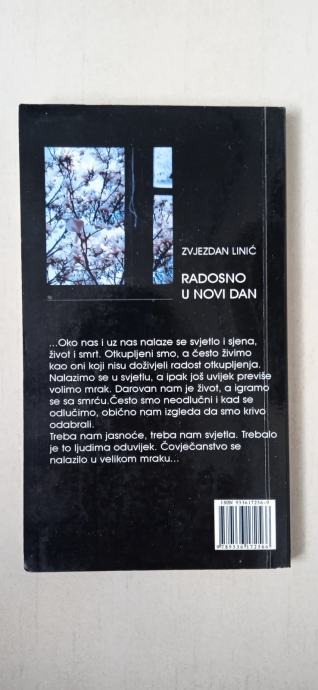 ZVJEZDAN LINIĆ
RADOSNO
U NOVI DAN
...Oko nas i uz nas nalaze se svjetlo i sjena,
život i smrt. Otkupljeni smo, a često živimo
kao oni koji nisu doživjeli radost otkupljenja.
Nalazimo se u svjetlu, a ipak još uvijek previše
volimo mrak. Darovan nam je život, a igramo
se sa smrću.Često smo neodlučni i kad se
odlučimo, obično nam izgleda da smo krivo
odabrali.
Treba nam jasnoće, treba nam svjetla. Trebalo
je to ljudima oduvijek. Čovječanstvo se
nalazilo u velikom mraku...